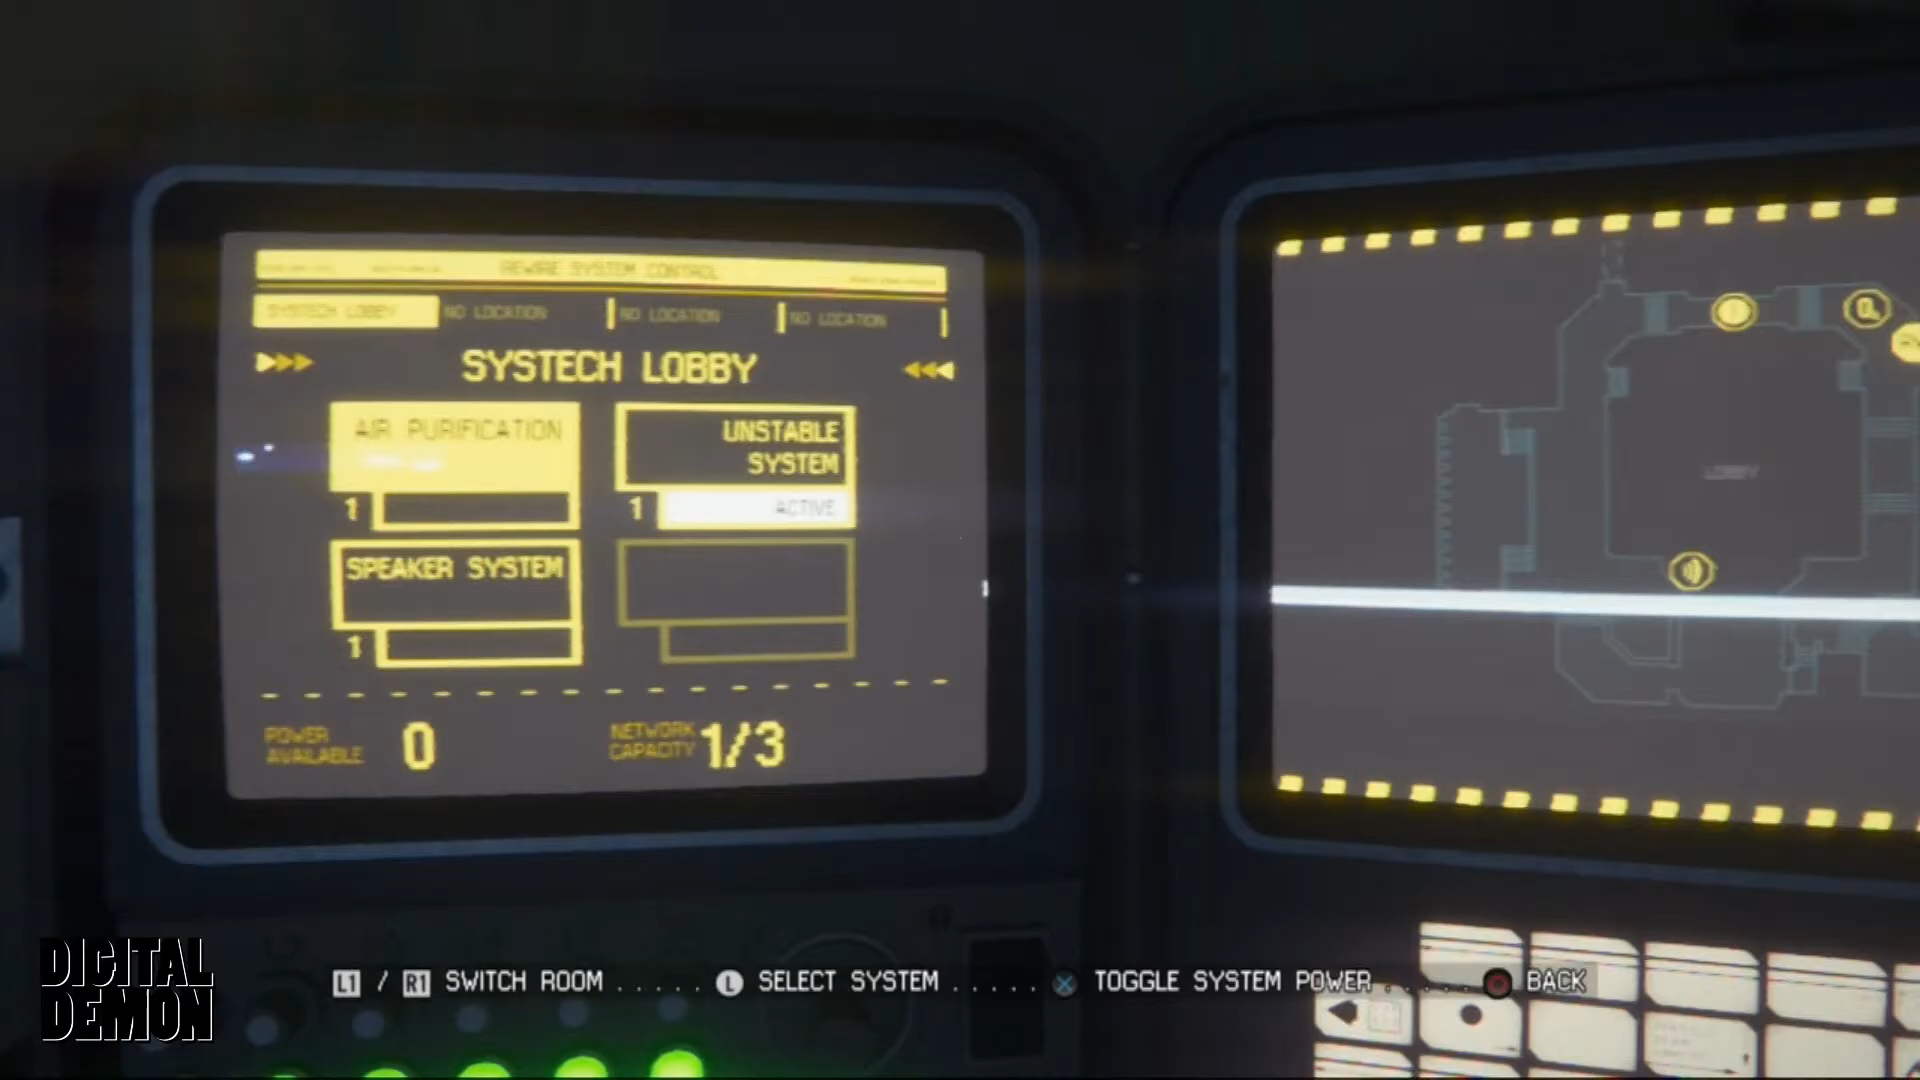 REWIRE SYSTEM CONTROL
SYSTECH LOBBY
NO LOCATION
NO LOCATION
NO LOCATION
SYSTECH LOBBY
AIR PURIFICATION
1
UNSTABLE
SYSTEM
1 ACTIVE
SPEAKER SYSTEM
1
POWER
AVAILABLE 0
NETWORK
CAPACITY 1/3
LOBBY
L1 / R1 SWITCH ROOM . . . . . L SELECT SYSTEM . . . . . TOGGLE SYSTEM POWER . . . . . BACK
DIGITAL
DEMON